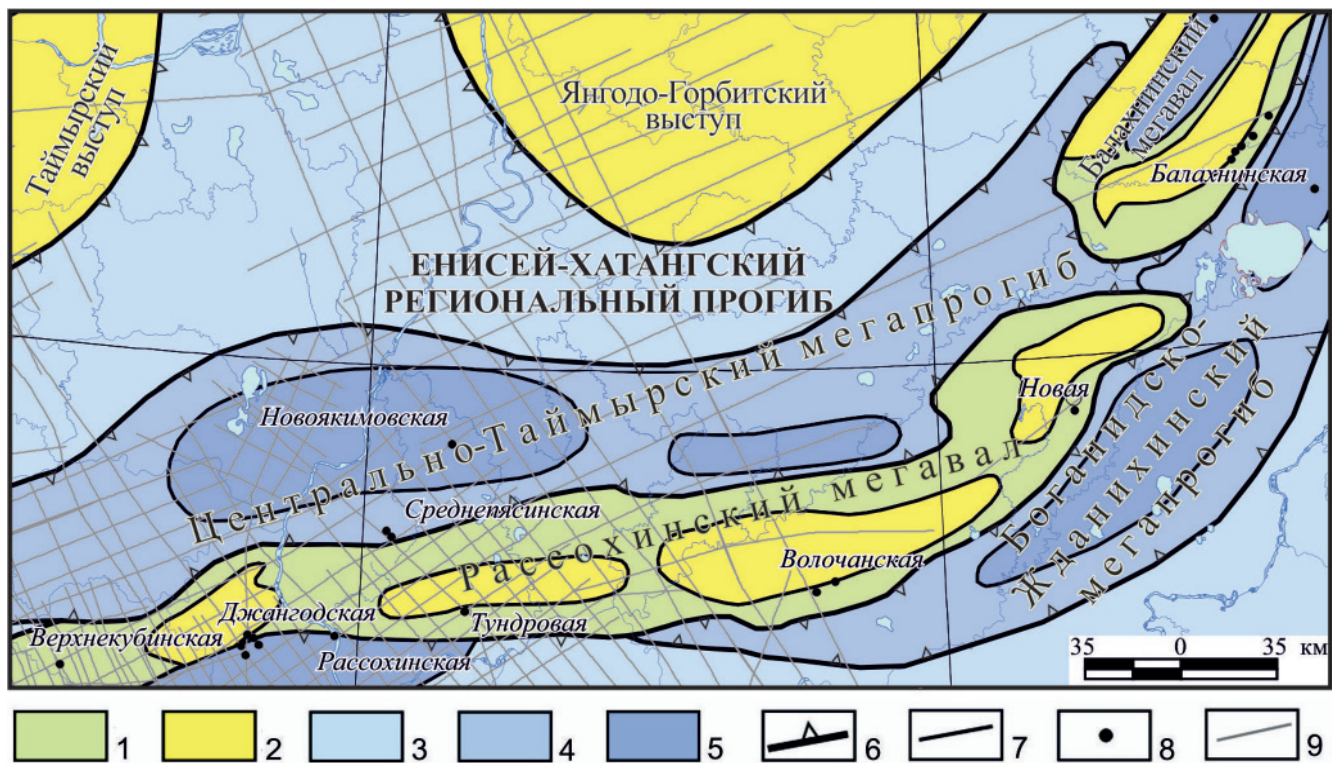 Таймырский
выступ
Янгодо-Горбитский
выступ
Балахнинский
мегавал
Балахнинская
ЕНИСЕЙ-ХАТАНГСКИЙ
РЕГИОНАЛЬНЫЙ ПРОГИБ
Центрально-Таймырский мегапрогиб
Новоякимовская
Новая
Среднепясинская
Рассохинский мегавал
Боганидско-
Жданихинский
мегапрогиб
Волочанская
Джангодская
Тундровая
Верхнекубинская
Рассохинская
35 0 35 км
1 2 3 4 5 6 7 8 9